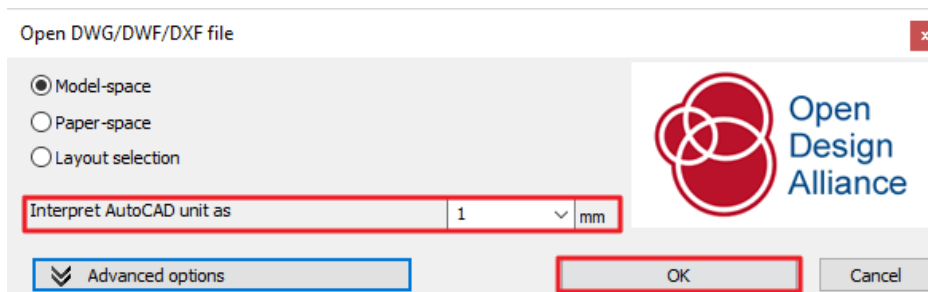 Open DWG/DWF/DXF file
x
Model-space
Paper-space
Layout selection
Open
Design
Alliance
Interpret AutoCAD unit as 1 mm
Advanced options OK Cancel